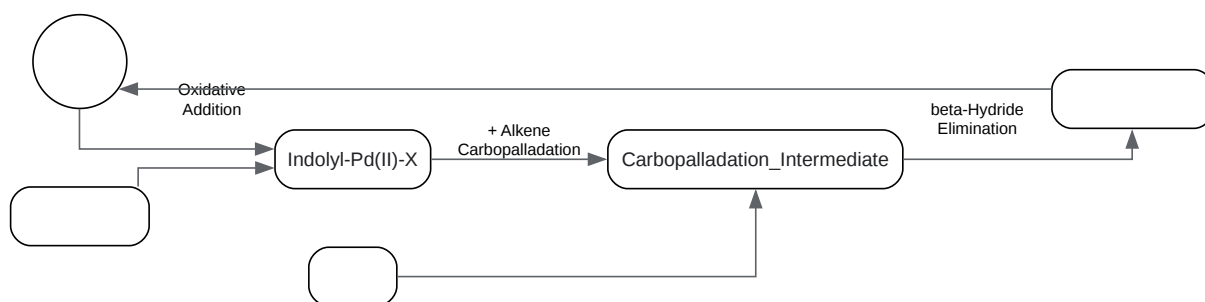 Oxidative
Addition
Indolyl-Pd(II)-X
+ Alkene
Carbopalladation
Carbopalladation_Intermediate
beta-Hydride
Elimination